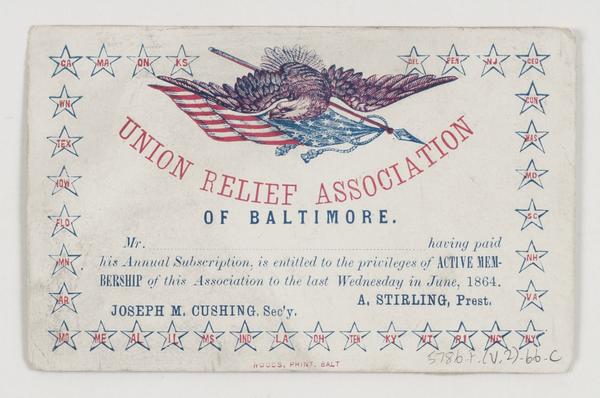 CA MA ON KS DEL PEN N.J GEO
WN CON
TEX MAS
UNION RELIEF ASSOCIATION
IOW MD
OF BALTIMORE.
FLO SC
Mr. having paid
his Annual Subscription, is entitled to the privileges of ACTIVE MEM-
MN NH
BERSHIP of this Association to the last Wednesday in June, 1864.
AR VA
A. STIRLING, Prest.
JOSEPH M. CUSHING. Sec'y.
MO ME AL IL MS IND LA OH TEN KY VT RI NC NY
5786.F.(V.2)-66-C
WOODS, PRINT. BALT